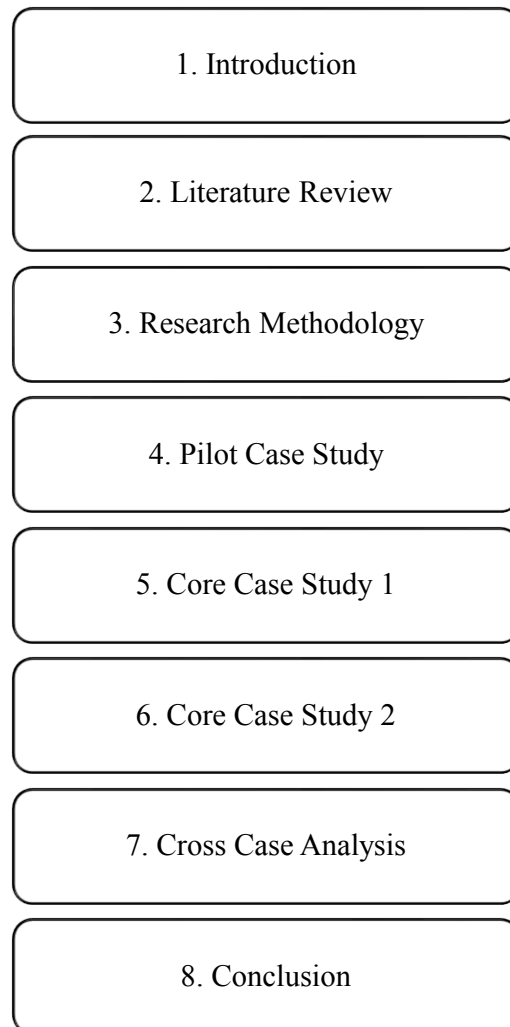 1. Introduction
2. Literature Review
3. Research Methodology
4. Pilot Case Study
5. Core Case Study 1
6. Core Case Study 2
7. Cross Case Analysis
8. Conclusion